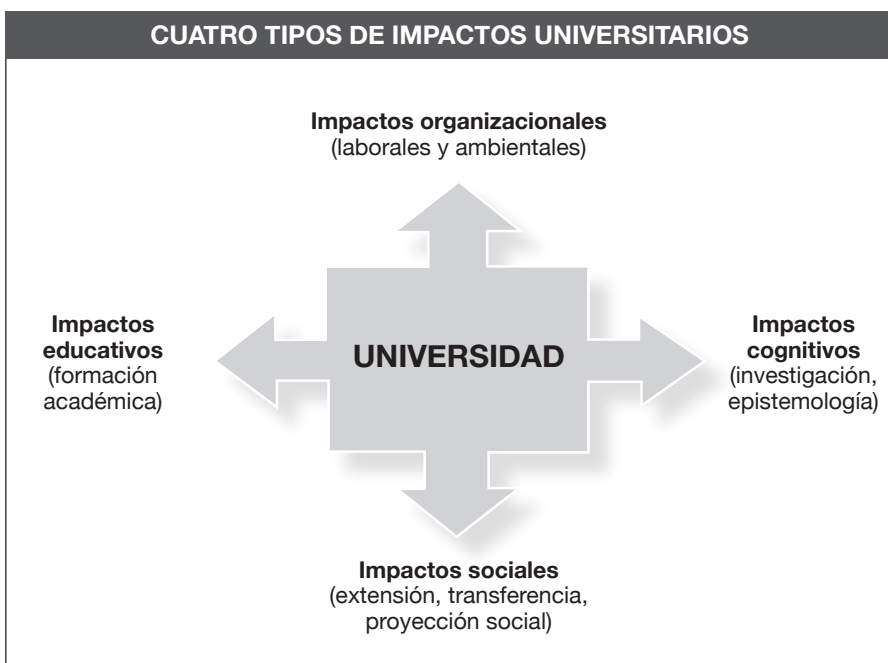 CUATRO TIPOS DE IMPACTOS UNIVERSITARIOS
Impactos organizacionales
(laborales y ambientales)
Impactos
educativos
(formación
académica)
UNIVERSIDAD
Impactos
cognitivos
(investigación,
epistemología)
Impactos sociales
(extensión, transferencia,
proyección social)